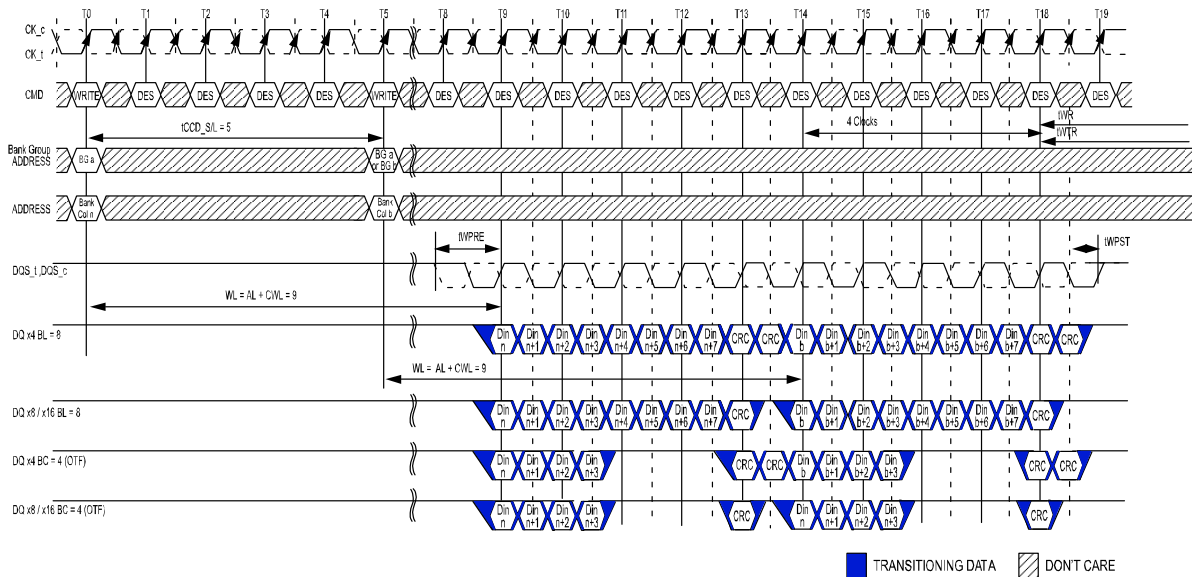 T0 T1 T2 T3 T4 T5 T8 T9 T10 T11 T12 T13 T14 T15 T16 T17 T18 T19
CK_c
CK_t
CMD WRITE DES DES DES DES WRITE DES DES DES DES DES DES DES DES DES DES DES DES
tCCD_S/L = 5
4 Clocks
tWR
tWTR
Bank Group
ADDRESS
BG a
BG a
or BG b
ADDRESS
Bank
Col n
Bank
Col b
tWPRE
tWPST
DQS_t,DQS_c
WL = AL + CWL = 9
DQ x4 BL = 8
Din n Din n+1 Din n+2 Din n+3 Din n+4 Din n+5 Din n+6 Din n+7 CRC CRC Din b Din b+1 Din b+2 Din b+3 Din b+4 Din b+5 Din b+6 Din b+7 CRC CRC
WL = AL + CWL = 9
DQ x8 / x16 BL = 8
Din n Din n+1 Din n+2 Din n+3 Din n+4 Din n+5 Din n+6 Din n+7 CRC Din b Din b+1 Din b+2 Din b+3 Din b+4 Din b+5 Din b+6 Din b+7 CRC
DQ x4 BC = 4 (OTF)
Din n Din n+1 Din n+2 Din n+3 CRC CRC Din b Din b+1 Din b+2 Din b+3 CRC CRC
DQ x8 / x16 BC = 4 (OTF)
Din n Din n+1 Din n+2 Din n+3 CRC Din b Din b+1 Din b+2 Din b+3 CRC
TRANSITIONING DATA
DON'T CARE